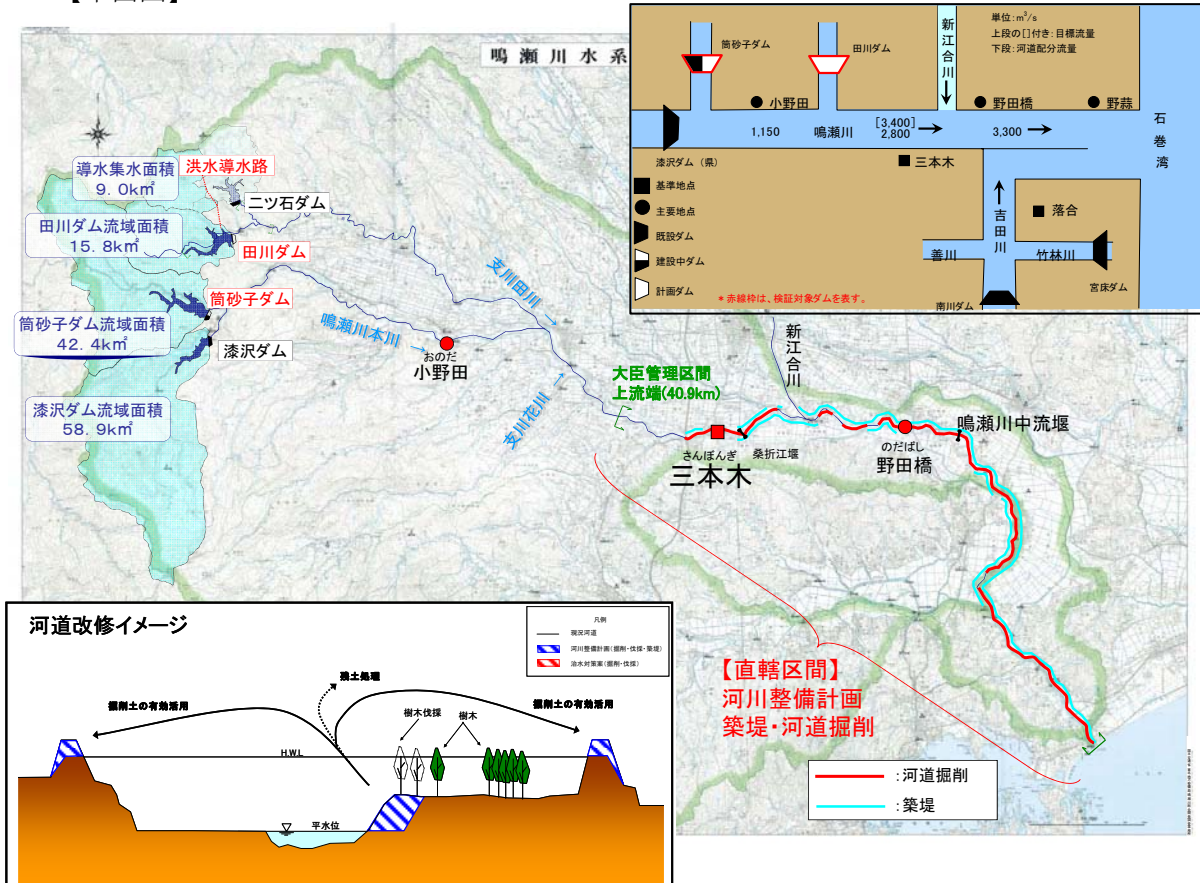 鳴瀬川水系
単位:m³/s
上段の[]付き:目標流量
下段:河道配分流量
筒砂子ダム
田川ダム
新江合川
小野田
野田橋
野蒜
石巻湾
1,150
鳴瀬川
[3,400]
2,800
3,300
漆沢ダム(県)
三本木
基準地点
主要地点
既設ダム
建設中ダム
計画ダム
吉田川
落合
善川
竹林川
南川ダム
宮床ダム
*赤線枠は、検証対象ダムを表す。
導水集水面積
9.0km²
洪水導水路
二ツ石ダム
田川ダム流域面積
15.8km²
田川ダム
筒砂子ダム
筒砂子ダム流域面積
42.4km²
漆沢ダム
漆沢ダム流域面積
58.9km²
支川田川
鳴瀬川本川
おのだ
小野田
支川花川
大臣管理区間
上流端(40.9km)
新江合川
さんぼんぎ
三本木
桑折江堰
のだばし
野田橋
鳴瀬川中流堰
【直轄区間】
河川整備計画
築堤・河道掘削
:河道掘削
:築堤
河道改修イメージ
凡例
現況河道
河川整備計画(掘削・伐採・築堤)
治水対策案(掘削・伐採)
残土処理
掘削土の有効活用
掘削土の有効活用
樹木伐採
樹木
H.W.L
平水位